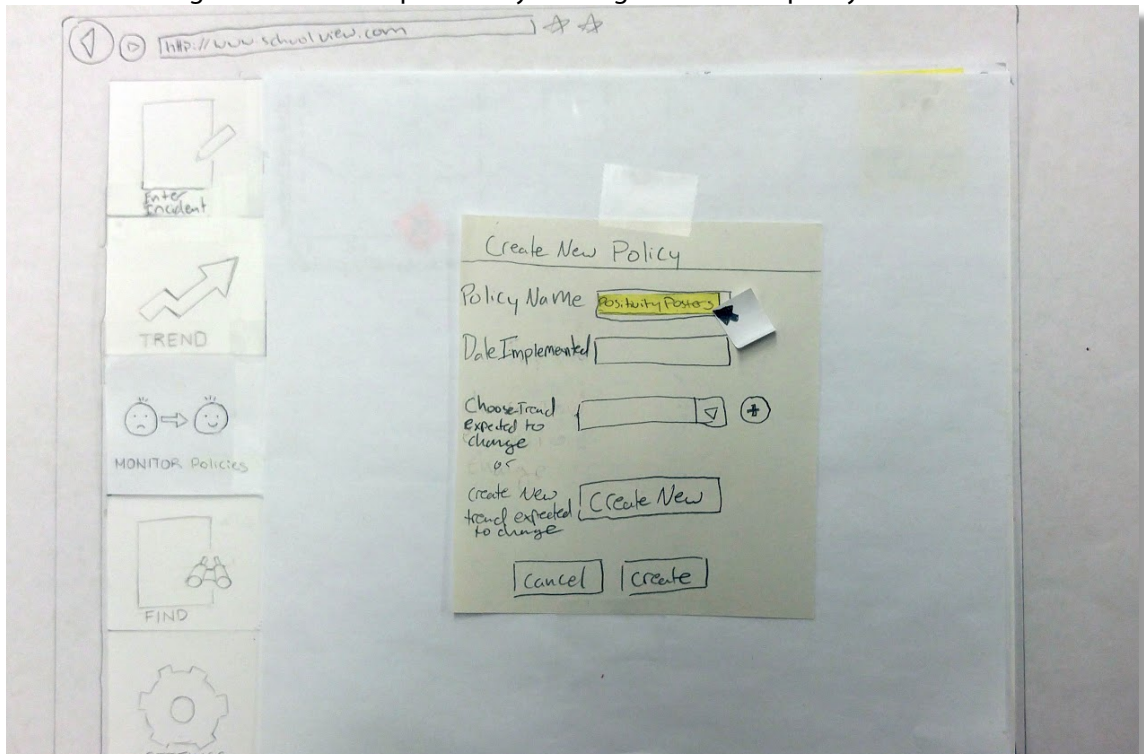 http://www.schoolview.com
Enter
Incident
TREND
MONITOR Policies
FIND
Create New Policy
Policy Name Positivity Posters
Date Implemented
Choose Trend
expected to
change
or
Create New
trend expected
to change
Create New
Cancel
Create